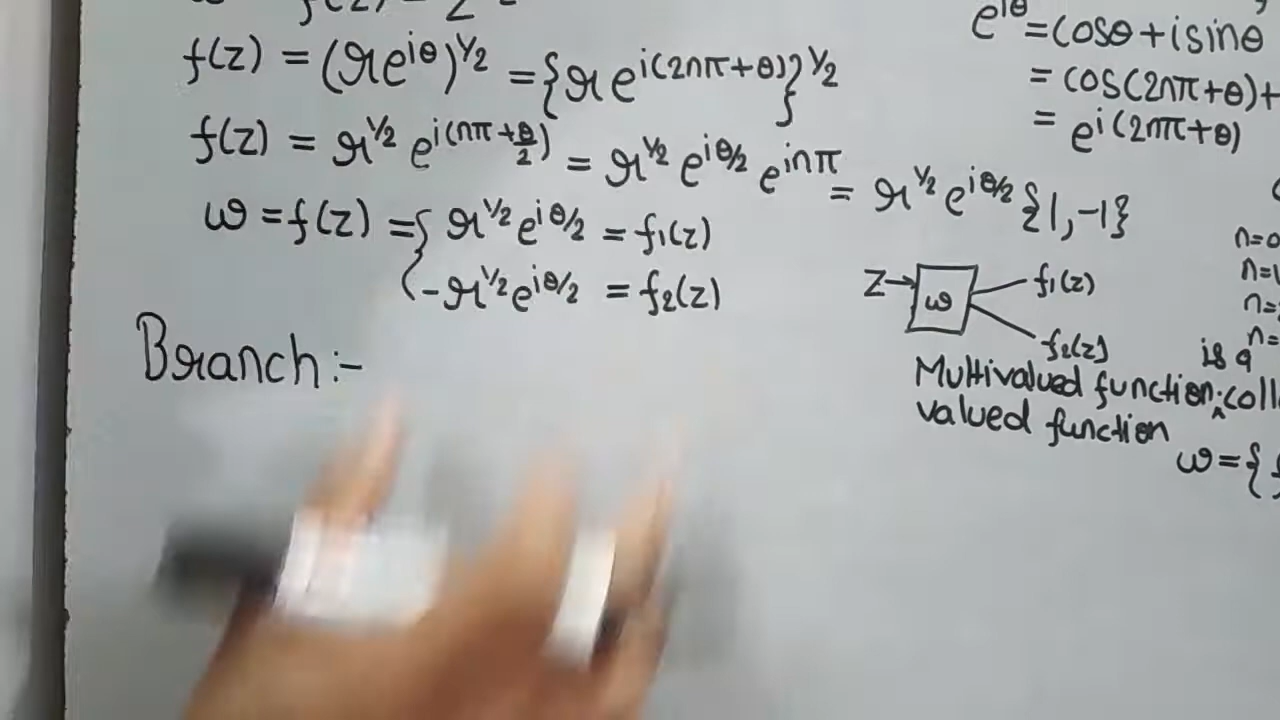 f(z) = (re^{iθ})^{1/2} = {re^{i(2nπ+θ)}}^{1/2}
f(z) = r^{1/2} e^{i(nπ+θ/2)} = r^{1/2} e^{iθ/2} e^{inπ} = r^{1/2} e^{iθ/2} {1,-1}
w = f(z) = { r^{1/2} e^{iθ/2} = f₁(z)
-r^{1/2} e^{iθ/2} = f₂(z)
Branch:-
e^{iθ} = cosθ + i sinθ
= cos(2nπ+θ)+
= e^{i(2nπ+θ)}
n=0
n=1
n=
n=
z→ w f₁(z)
f₂(z)
is a
Multivalued function: coll
valued function
w={ f